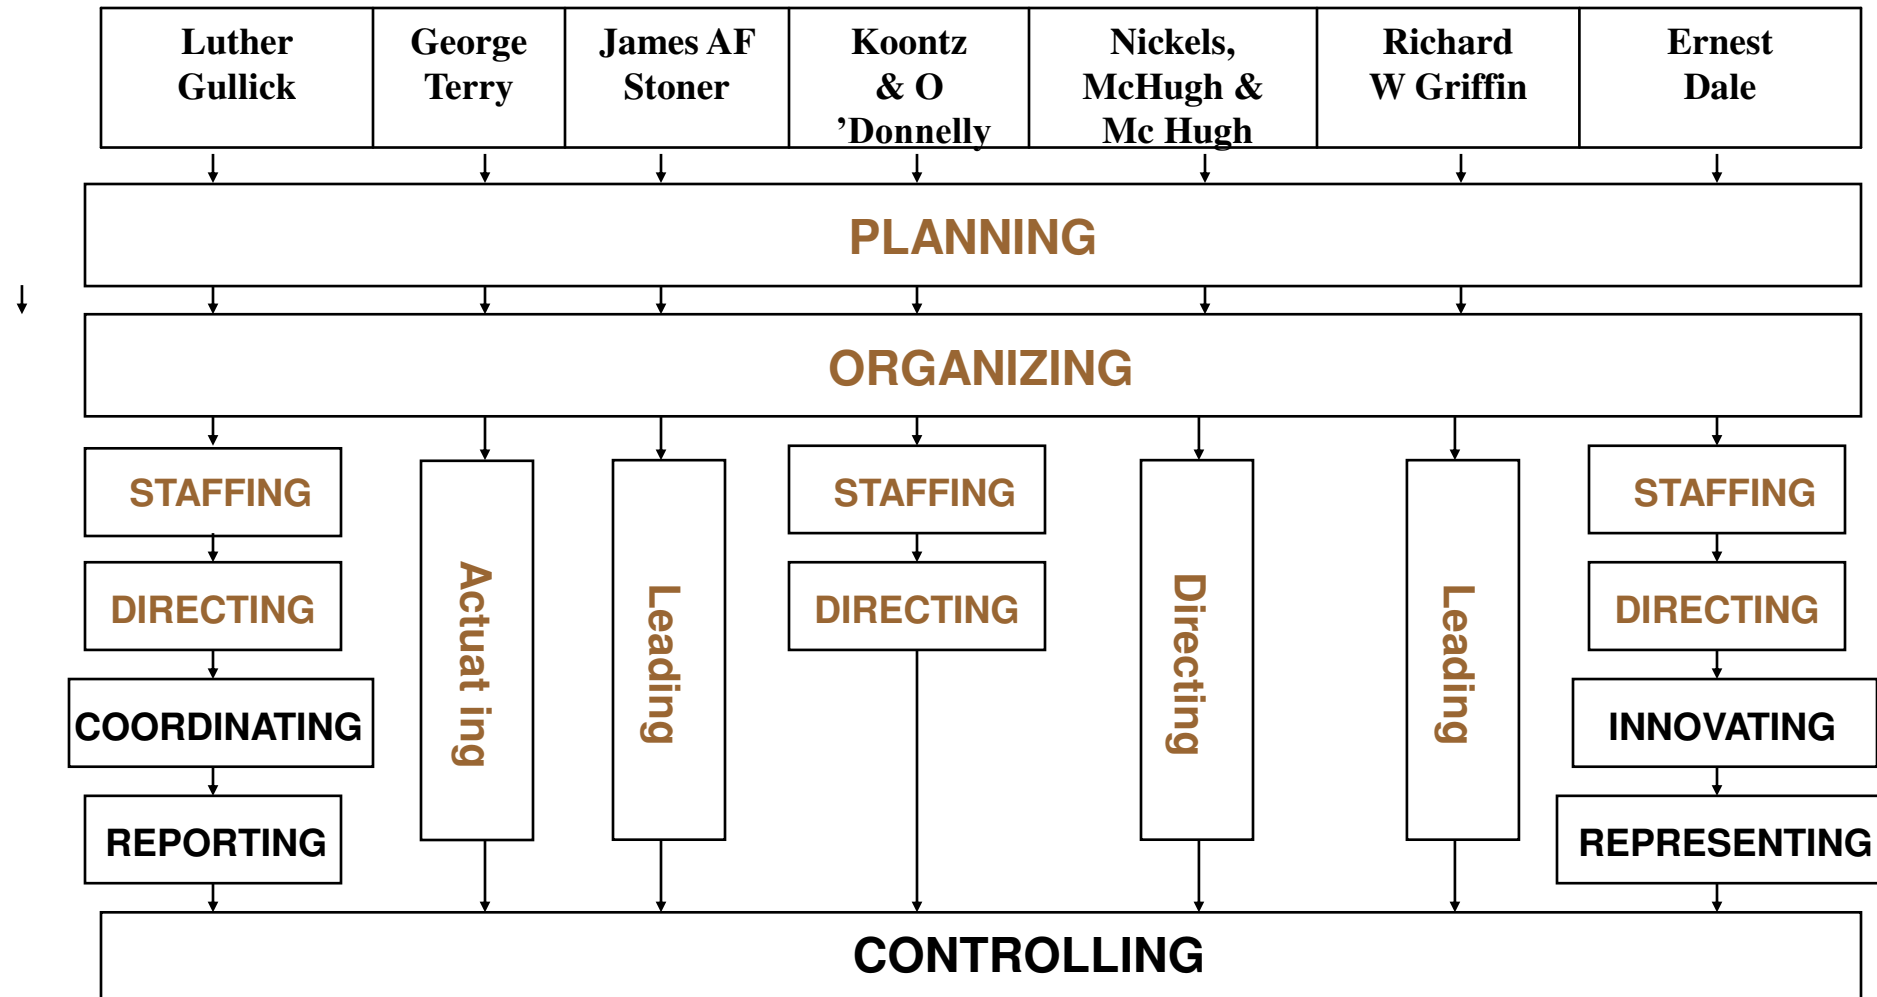 Luther
Gullick
George
Terry
James AF
Stoner
Koontz
& O
’Donnelly
Nickels,
McHugh &
Mc Hugh
Richard
W Griffin
Ernest
Dale
PLANNING
ORGANIZING
STAFFING
DIRECTING
COORDINATING
REPORTING
Actuat ing
Leading
STAFFING
DIRECTING
Directing
Leading
STAFFING
DIRECTING
INNOVATING
REPRESENTING
CONTROLLING